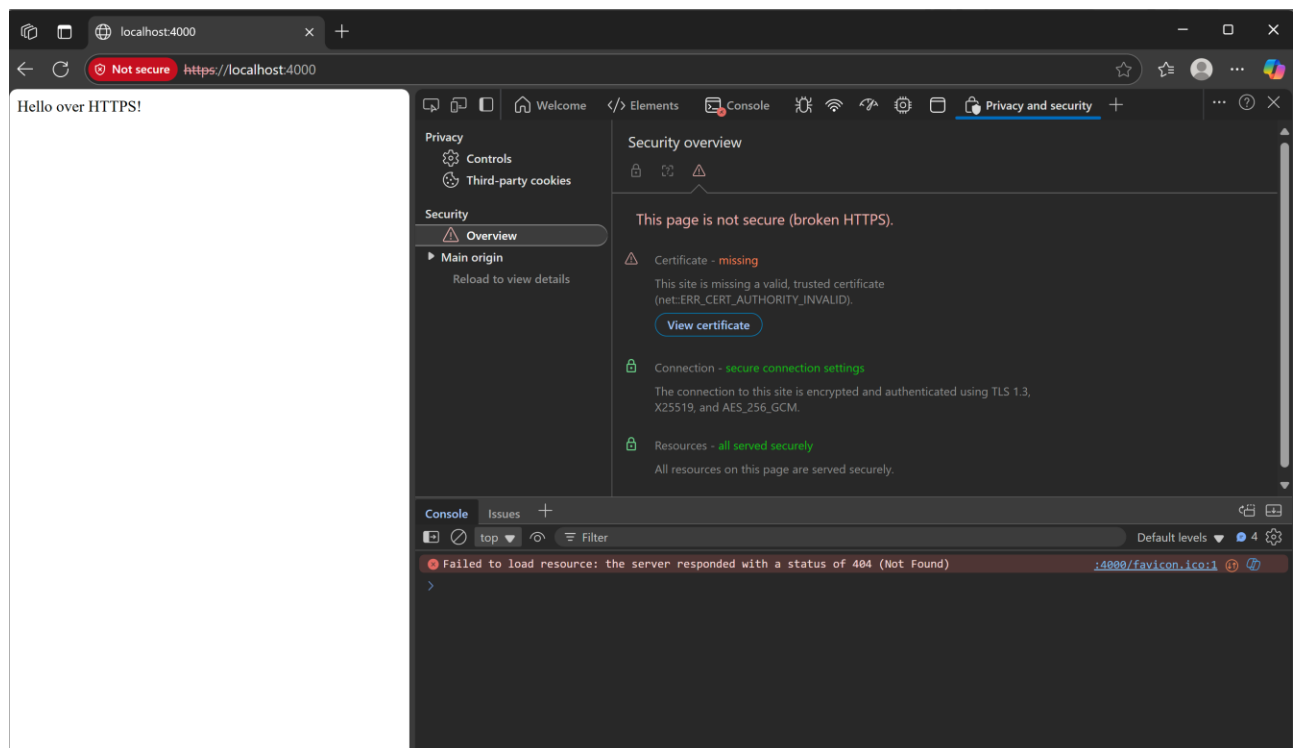 localhost:4000
Not secure https://localhost:4000
Hello over HTTPS!
Welcome
</> Elements
Console
Privacy and security
Privacy
Controls
Third-party cookies
Security
Overview
Main origin
Reload to view details
Security overview
This page is not secure (broken HTTPS).
Certificate - missing
This site is missing a valid, trusted certificate
(net::ERR_CERT_AUTHORITY_INVALID).
View certificate
Connection - secure connection settings
The connection to this site is encrypted and authenticated using TLS 1.3,
X25519, and AES_256_GCM.
Resources - all served securely
All resources on this page are served securely.
Console Issues
top Filter Default levels 4
Failed to load resource: the server responded with a status of 404 (Not Found) :4000/favicon.ico:1